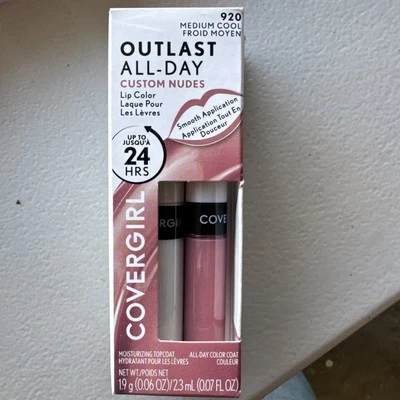 920
MEDIUM COOL
FROID MOYEN
OUTLAST
ALL-DAY
CUSTOM NUDES
Lip Color
Laque Pour
Les Lèvres
Smooth Application
Application Tout En
Douceur
UP TO
JUSQU'À
24
HRS
COVERGIRL
ERGIR
COV
MOISTURIZING TOPCOAT
HYDRATANT POUR LES LÈVRES
ALL-DAY COLOR COAT
COULEUR
NET WT./POIDS NET
1.9 g (0.06 OZ)/2.3 mL (0.07 FL OZ)